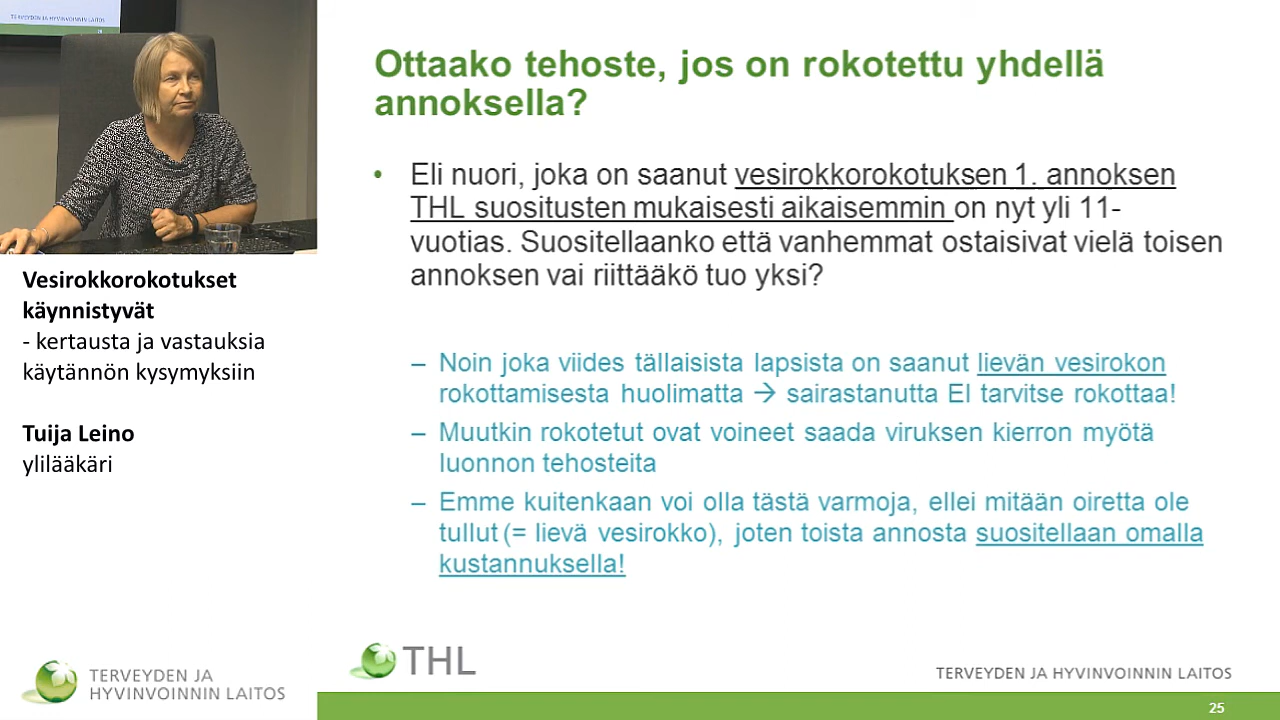 TERVEYDEN JA HYVINVOINNIN LAITOS
Vesirokkorokotukset
käynnistyvät
- kertausta ja vastauksia
käytännön kysymyksiin
Tuija Leino
ylilääkäri
TERVEYDEN JA
HYVINVOINNIN LAITOS
Ottaako tehoste, jos on rokotettu yhdellä
annoksella?
• Eli nuori, joka on saanut vesirokkorokotuksen 1. annoksen
THL suositusten mukaisesti aikaisemmin on nyt yli 11-
vuotias. Suositellaanko että vanhemmat ostaisivat vielä toisen
annoksen vai riittääkö tuo yksi?
– Noin joka viides tällaisista lapsista on saanut lievän vesirokon
rokottamisesta huolimatta → sairastanutta EI tarvitse rokottaa!
– Muutkin rokotetut ovat voineet saada viruksen kierron myötä
luonnon tehosteita
– Emme kuitenkaan voi olla tästä varmoja, ellei mitään oiretta ole
tullut (= lievä vesirokko), joten toista annosta suositellaan omalla
kustannuksella!
THL
TERVEYDEN JA HYVINVOINNIN LAITOS
25